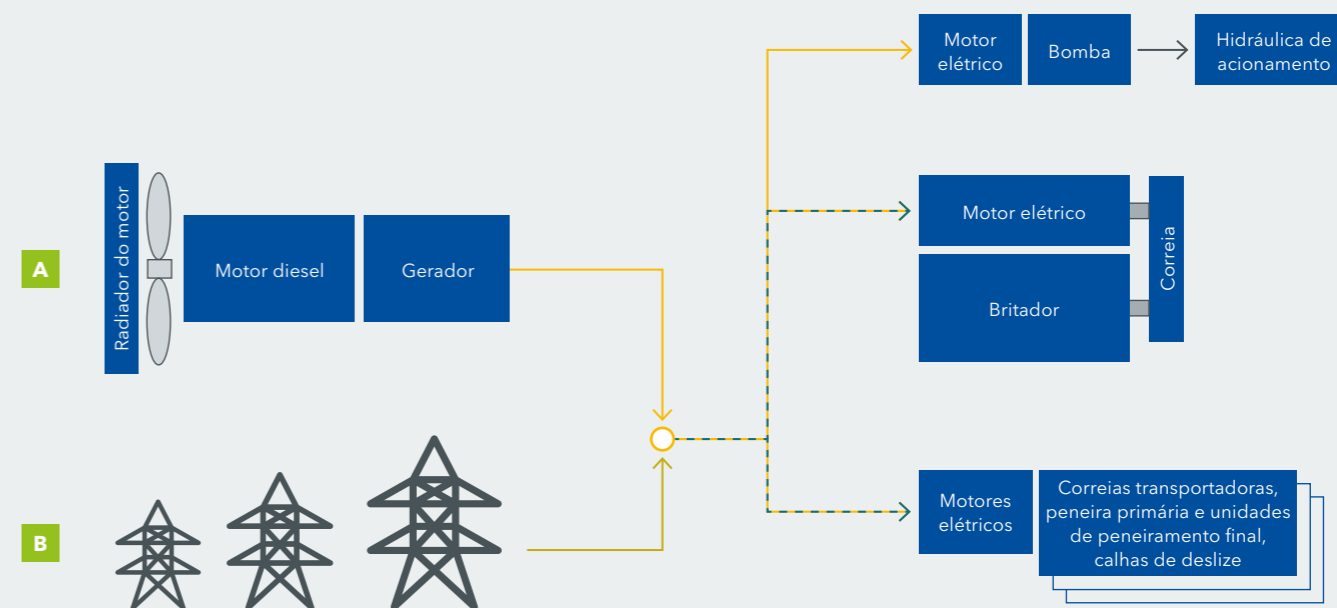 Motor
elétrico
Bomba
Hidráulica de
acionamento
Radiador do motor
A
Motor diesel
Gerador
Motor elétrico
Britador
Correia
B
Motores
elétricos
Correias transportadoras,
peneira primária e unidades
de peneiramento final,
calhas de deslize